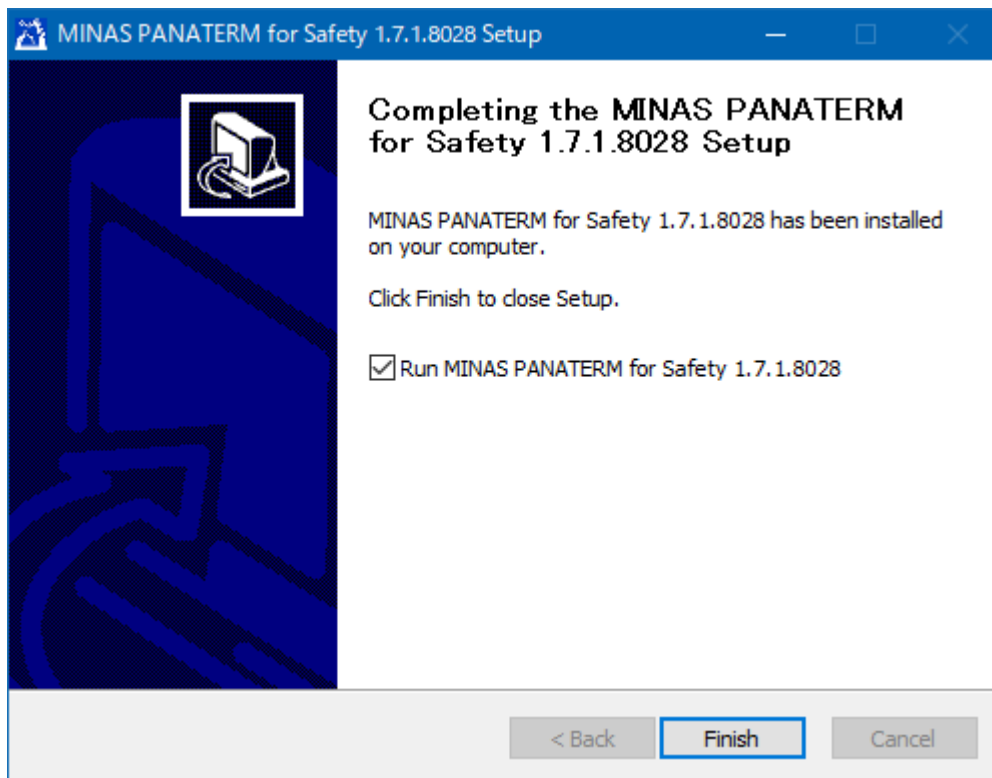 MINAS PANATERM for Safety 1.7.1.8028 Setup
Completing the MINAS PANATERM
for Safety 1.7.1.8028 Setup
MINAS PANATERM for Safety 1.7.1.8028 has been installed
on your computer.
Click Finish to close Setup.
Run MINAS PANATERM for Safety 1.7.1.8028
< Back
Finish
Cancel